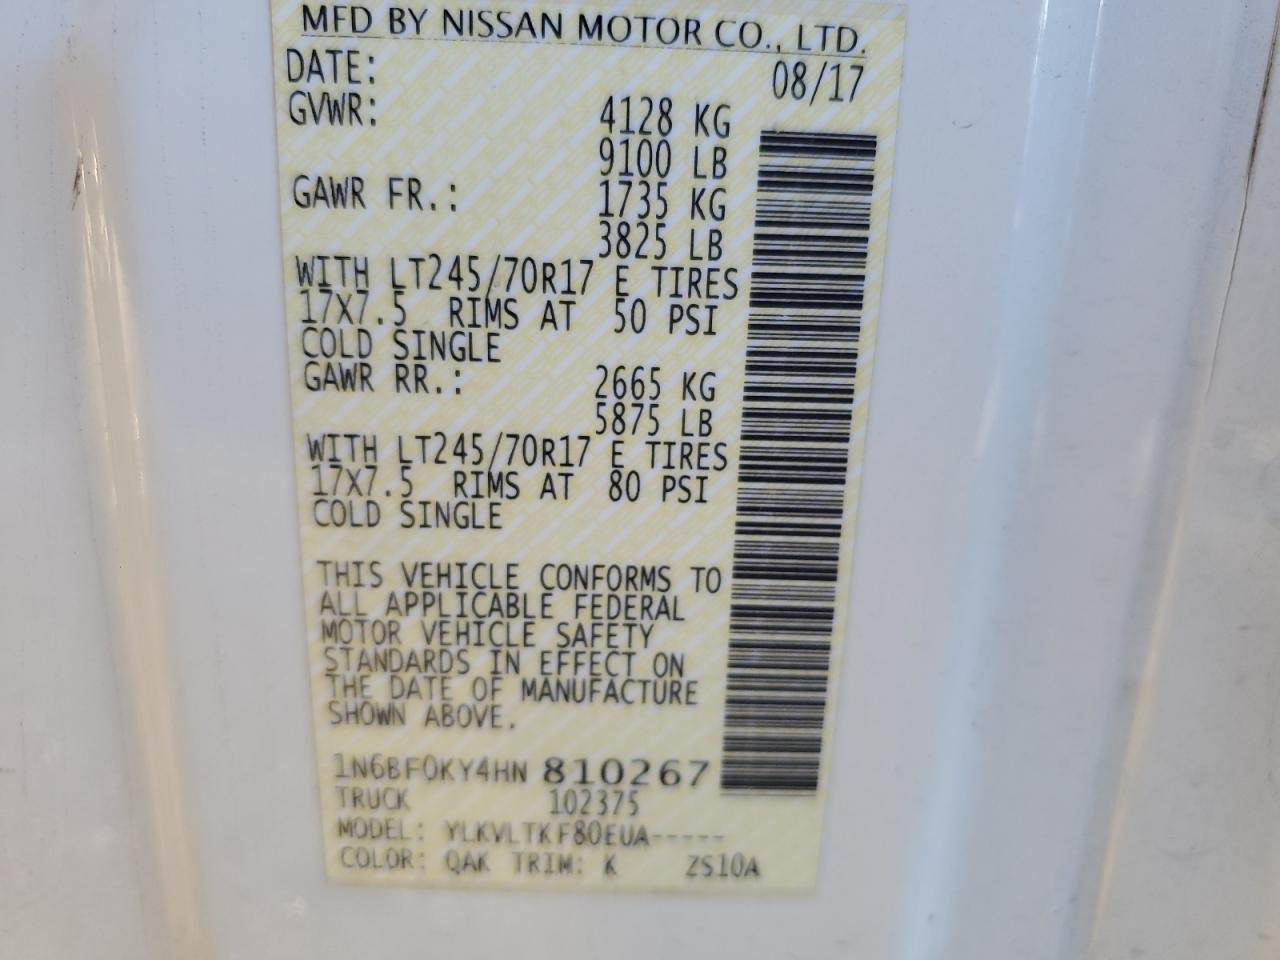 MFD BY NISSAN MOTOR CO., LTD.
DATE: 08/17
GVWR: 4128 KG
9100 LB
GAWR FR.: 1735 KG
3825 LB
WITH LT245/70R17 E TIRES
17X7.5 RIMS AT 50 PSI
COLD SINGLE
GAWR RR.: 2665 KG
5875 LB
WITH LT245/70R17 E TIRES
17X7.5 RIMS AT 80 PSI
COLD SINGLE
THIS VEHICLE CONFORMS TO
ALL APPLICABLE FEDERAL
MOTOR VEHICLE SAFETY
STANDARDS IN EFFECT ON
THE DATE OF MANUFACTURE
SHOWN ABOVE.
1N6BF0KY4HN810267
TRUCK 102375
MODEL: YLKVLTKF80EUA-----
COLOR: QAK TRIM: K ZS10A